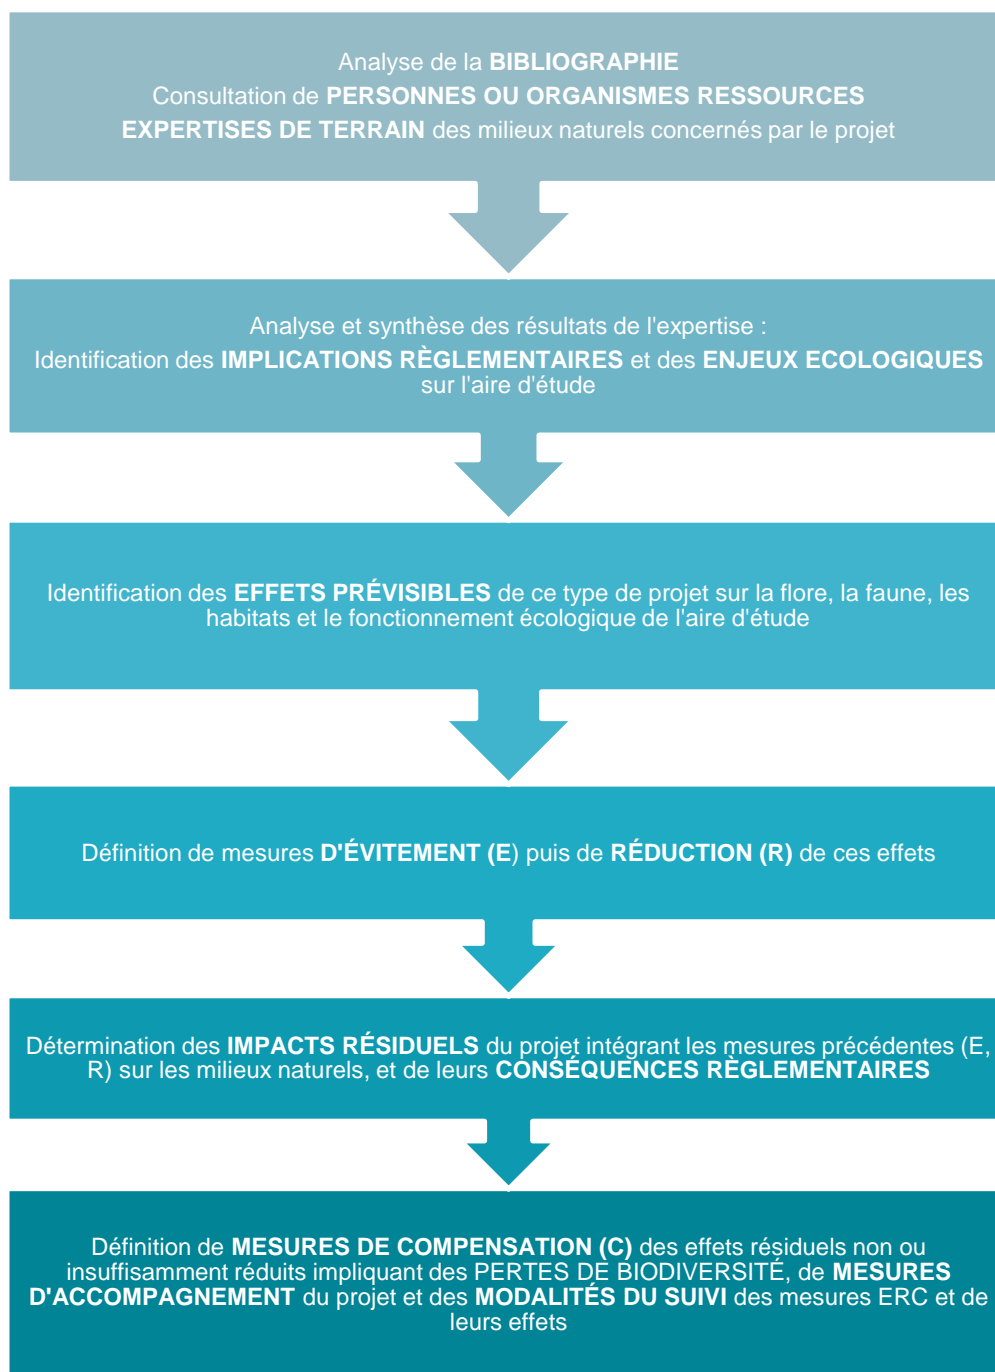 Analyse de la BIBLIOGRAPHIE
Consultation de PERSONNES OU ORGANISMES RESSOURCES
EXPERTISES DE TERRAIN des milieux naturels concernés par le projet
Analyse et synthèse des résultats de l'expertise :
Identification des IMPLICATIONS RÈGLEMENTAIRES et des ENJEUX ECOLOGIQUES
sur l'aire d'étude
Identification des EFFETS PRÉVISIBLES de ce type de projet sur la flore, la faune, les
habitats et le fonctionnement écologique de l'aire d'étude
Définition de mesures D'ÉVITEMENT (E) puis de RÉDUCTION (R) de ces effets
Détermination des IMPACTS RÉSIDUELS du projet intégrant les mesures précédentes (E,
R) sur les milieux naturels, et de leurs CONSÉQUENCES RÈGLEMENTAIRES
Définition de MESURES DE COMPENSATION (C) des effets résiduels non ou
insuffisamment réduits impliquant des PERTES DE BIODIVERSITÉ, de MESURES
D'ACCOMPAGNEMENT du projet et des MODALITÉS DU SUIVI des mesures ERC et de
leurs effets